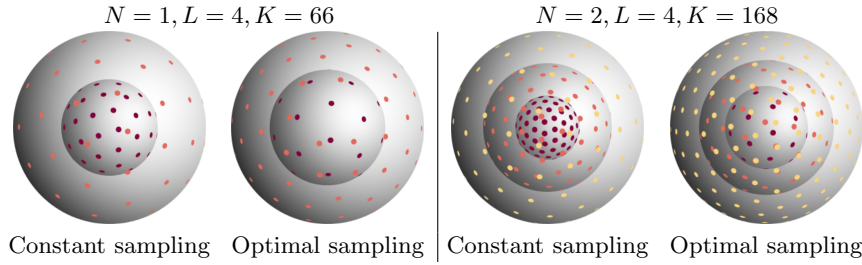 N = 1, L = 4, K = 66
N = 2, L = 4, K = 168
Constant sampling
Optimal sampling
Constant sampling
Optimal sampling